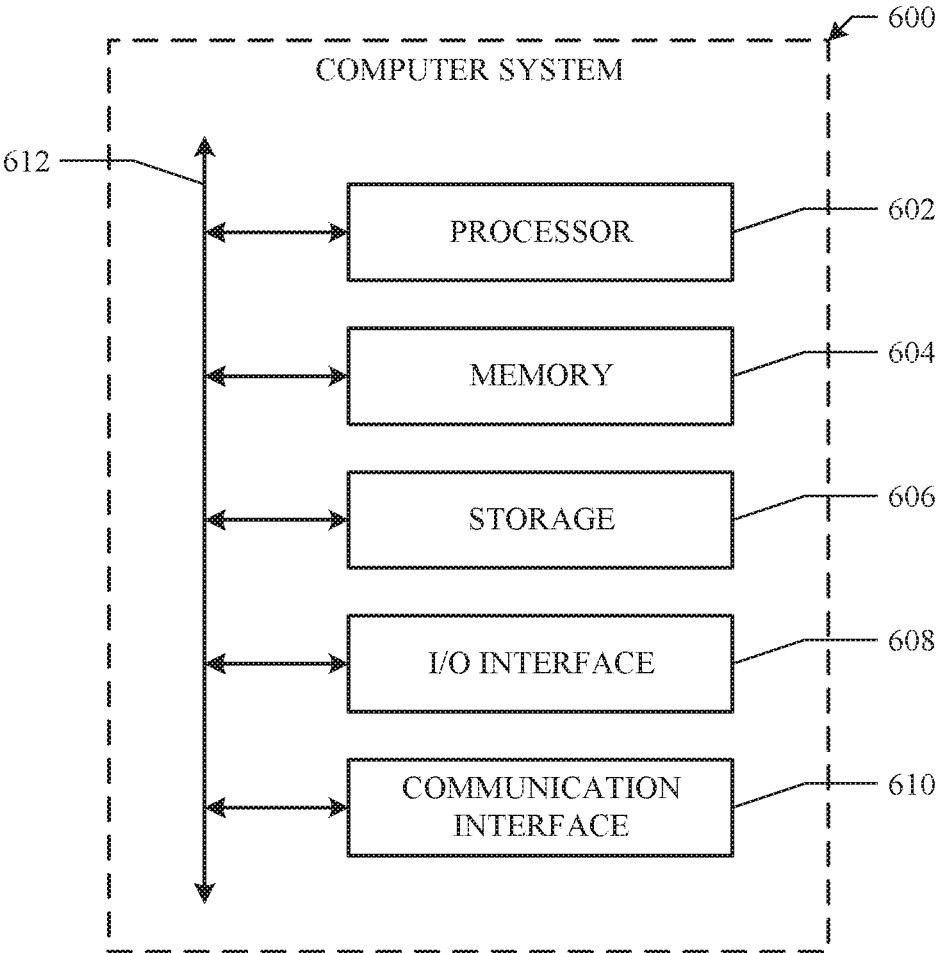 600
COMPUTER SYSTEM
612
PROCESSOR
602
MEMORY
604
STORAGE
606
I/O INTERFACE
608
COMMUNICATION
INTERFACE
610